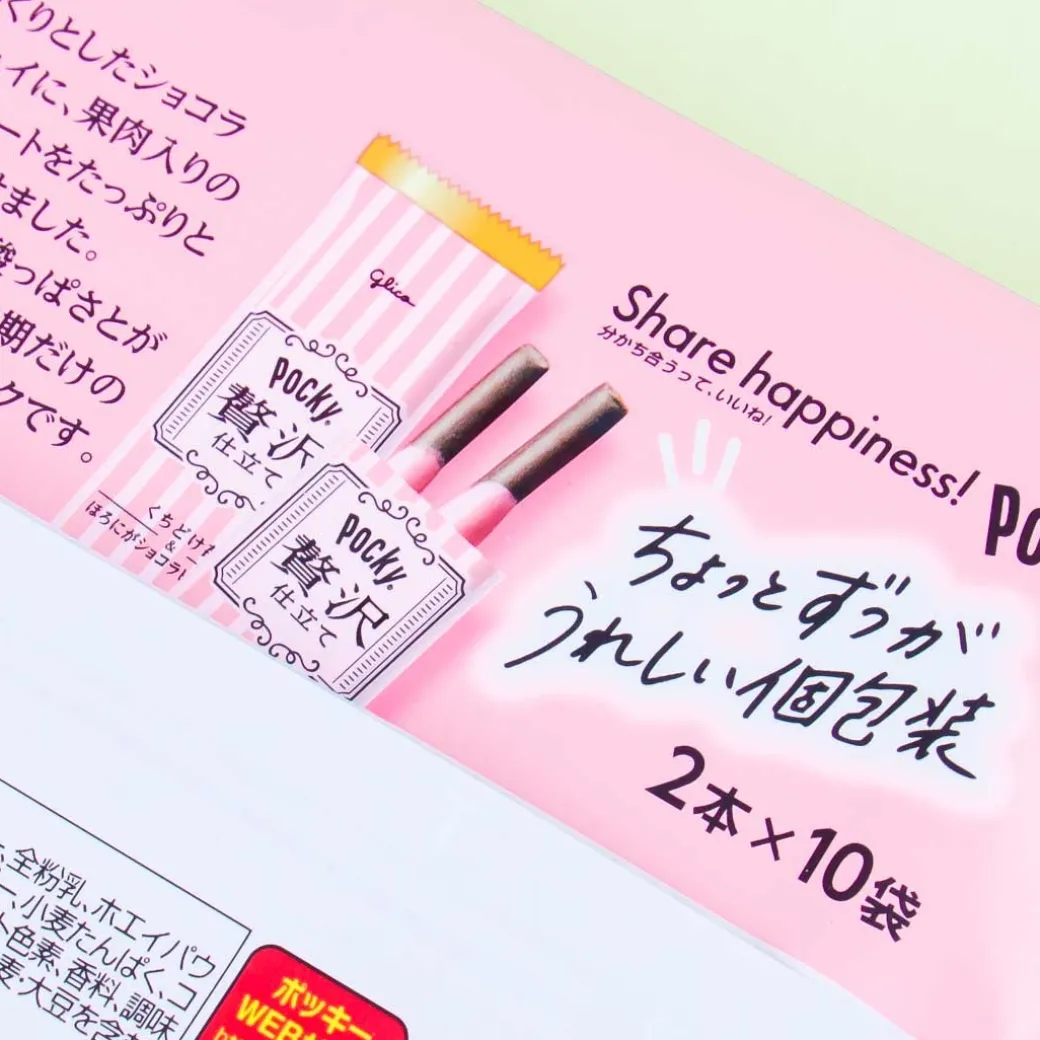 くりとしたショコラ
イに、果肉入りの
ートをたっぷりと
ました。
酸っぱさとが
期だけの
クです。
glico
Pocky
贅沢
仕立て
くちどけ
&
ほろにがショコラ
Pocky
贅沢
仕立て
Share happiness! PO
分かち合うって、いいね!
ちょっとずつが
うれしい個包装
2本×10袋
、全粉乳、ホエイパウ
ー、小麦たんぱく、コ
色素、香料、調味
麦・大豆を含
ポッキー
WEB